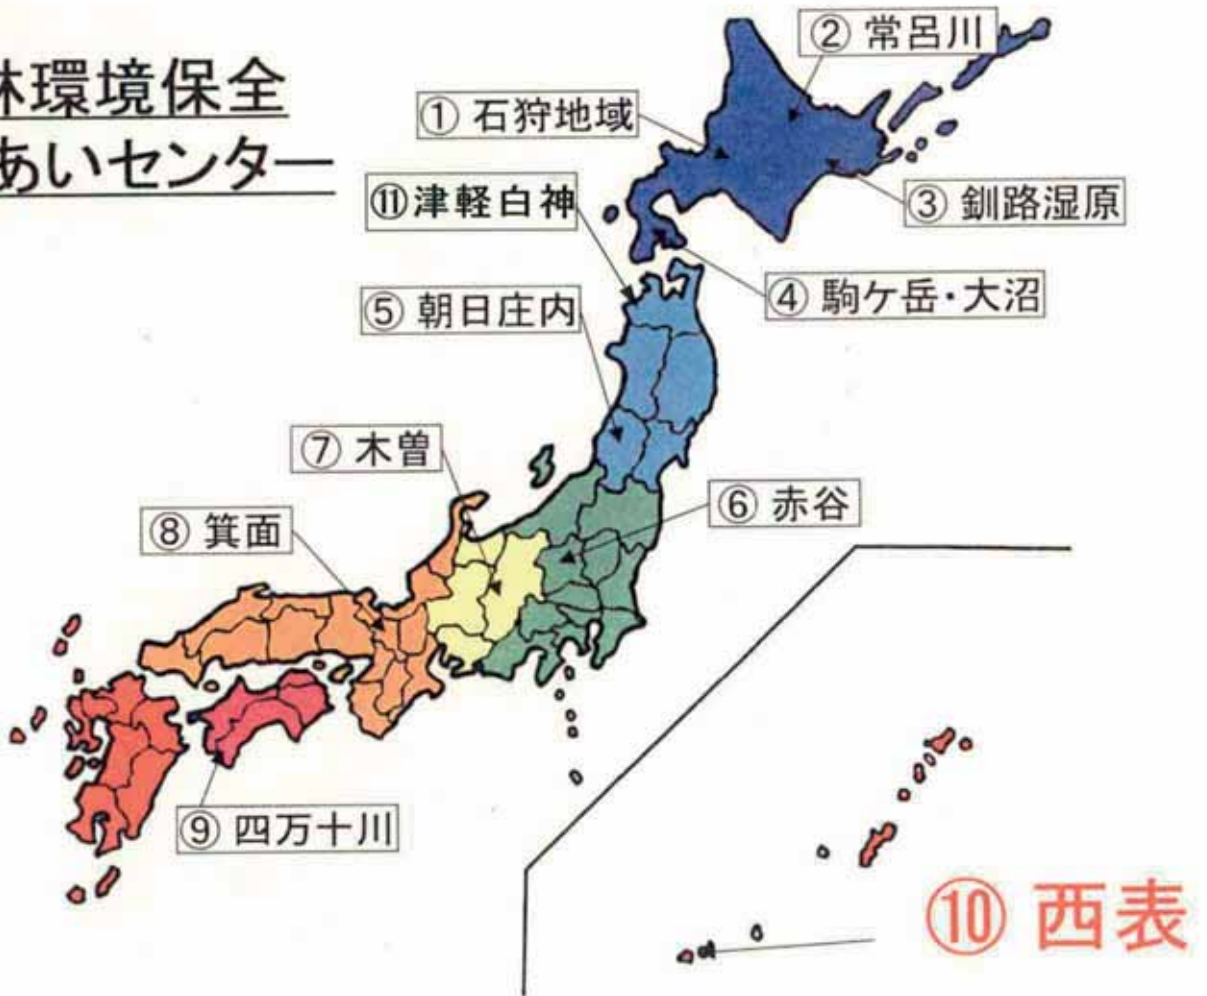 林環境保全
あいセンター
② 常呂川
① 石狩地域
⑪津軽白神
③ 釧路湿原
④ 駒ケ岳・大沼
⑤ 朝日庄内
⑦ 木曽
⑥ 赤谷
⑧ 箕面
⑨ 四万十川
⑩ 西表